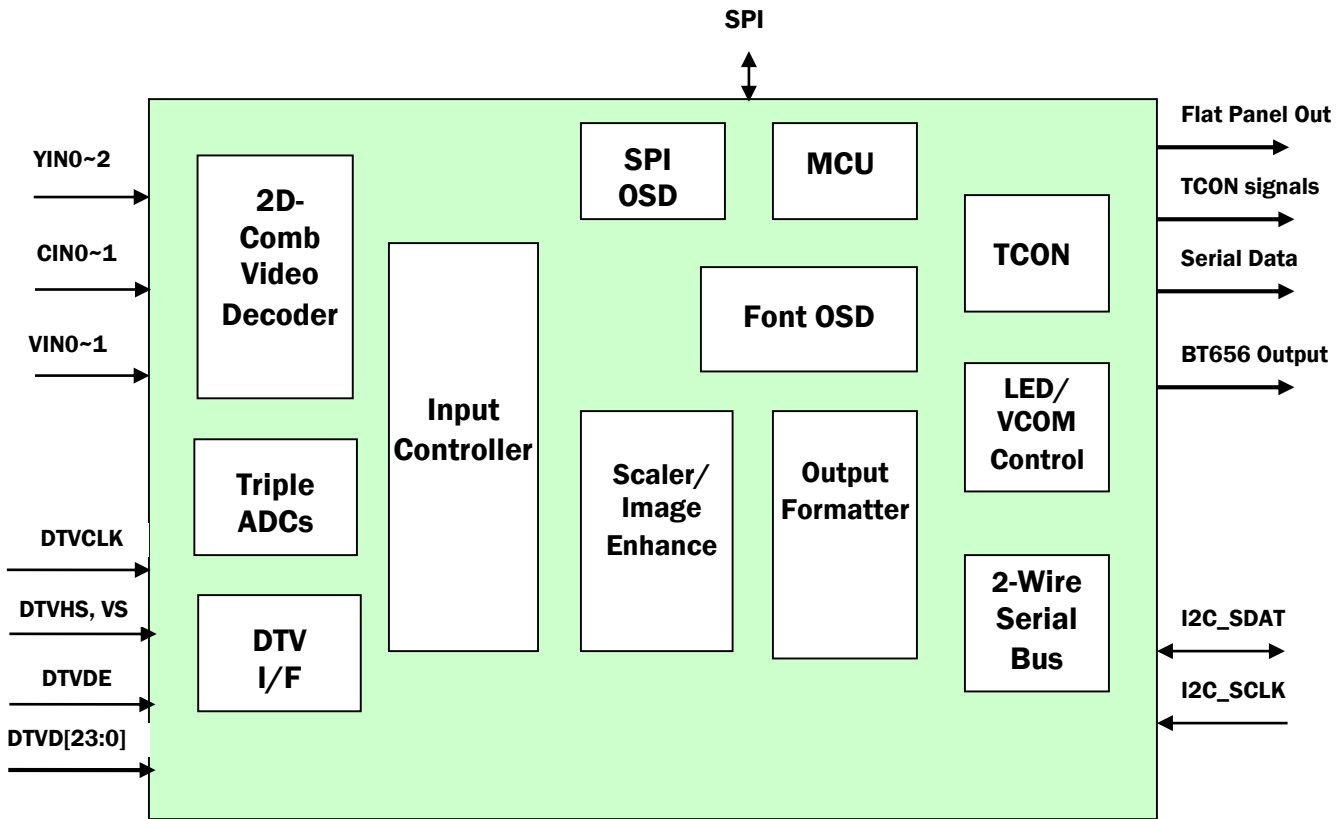 SPI
YIN0~2
CIN0~1
VIN0~1
DTVCLK
DTVHS, VS
DTVDE
DTVD[23:0]
2D-
Comb
Video
Decoder
Triple
ADCs
DTV
I/F
Input
Controller
SPI
OSD
MCU
Font OSD
Scaler/
Image
Enhance
Output
Formatter
TCON
LED/
VCOM
Control
2-Wire
Serial
Bus
Flat Panel Out
TCON signals
Serial Data
BT656 Output
I2C_SDAT
I2C_SCLK